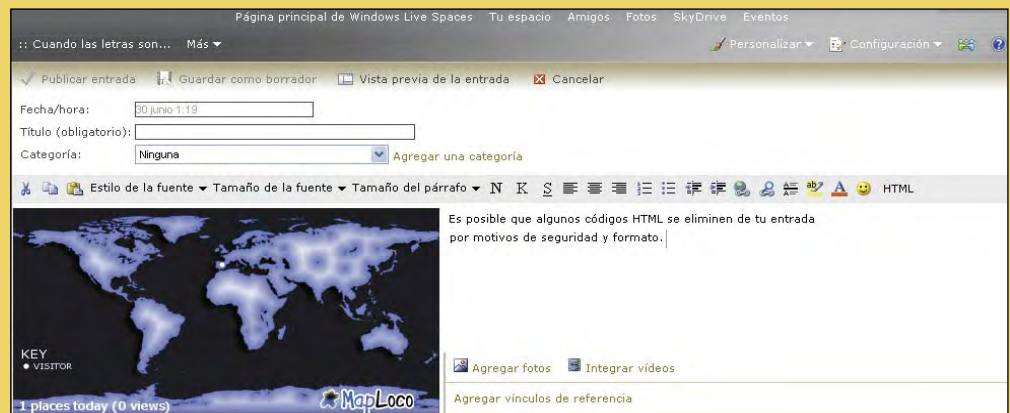 Página principal de Windows Live Spaces Tu espacio Amigos Fotos SkyDrive Eventos
:: Cuando las letras son... Más Personalizar Configuración
Publicar entrada Guardar como borrador Vista previa de la entrada Cancelar
Fecha/hora: 30 junio 1:19
Título (obligatorio):
Categoría: Ninguna Agregar una categoría
Estilo de la fuente Tamaño de la fuente Tamaño del párrafo N K S HTML
Es posible que algunos códigos HTML se eliminen de tu entrada
por motivos de seguridad y formato.
KEY
VISITOR
1 places today (0 views) MapLoco
Agregar fotos Integrar vídeos
Agregar vínculos de referencia